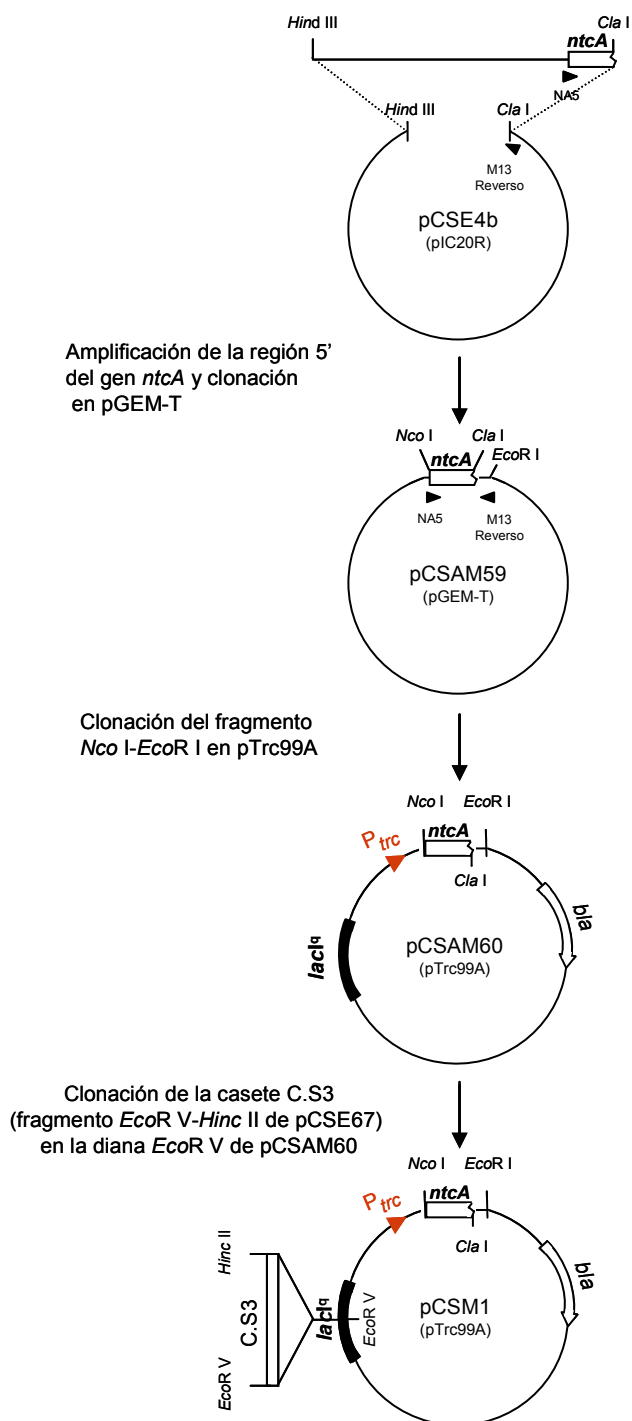 Hind III
Cla I
ntcA
NA5
Hind III
Cla I
M13
Reverso
pCSE4b
(pIC20R)
Amplificación de la región 5'
del gen ntcA y clonación
en pGEM-T
Nco I
Cla I
ntcA
EcoR I
NA5
M13
Reverso
pCSAM59
(pGEM-T)
Clonación del fragmento
Nco I-EcoR I en pTrc99A
Nco I
EcoR I
Ptrc
ntcA
Cla I
bla
lacIq
pCSAM60
(pTrc99A)
Clonación de la casete C.S3
(fragmento EcoR V-Hinc II de pCSE67)
en la diana EcoR V de pCSAM60
Nco I
EcoR I
Ptrc
ntcA
Cla I
bla
Hinc II
C.S3
EcoR V
lacIq
EcoR V
pCSM1
(pTrc99A)